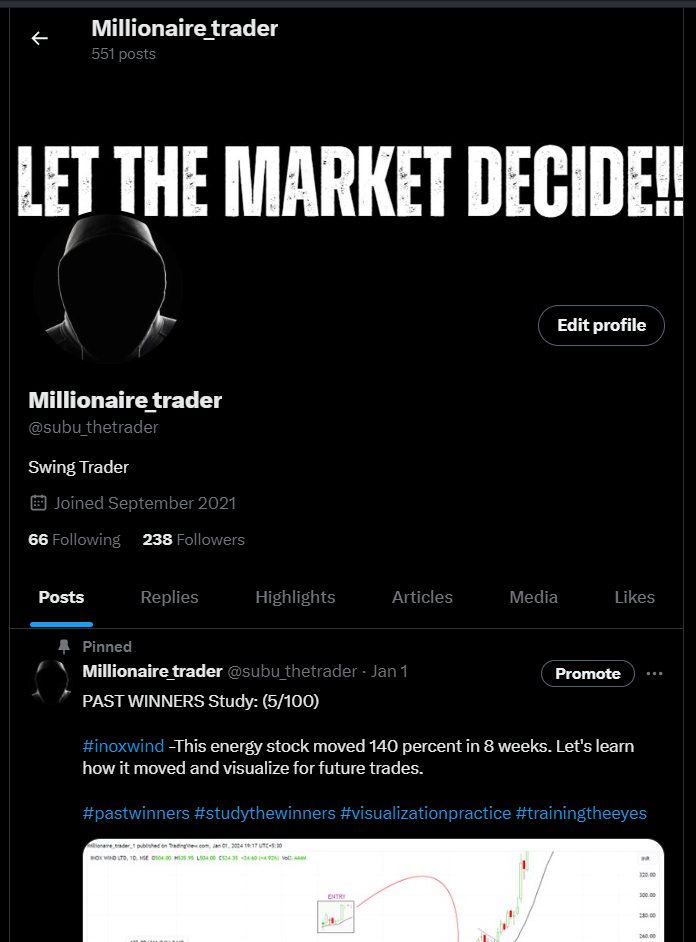 Millionaire_trader
551 posts
LET THE MARKET DECIDE!!
Edit profile
Millionaire_trader
@subu_thetrader
Swing Trader
Joined September 2021
66 Following 238 Followers
Posts Replies Highlights Articles Media Likes
Pinned
Millionaire_trader @subu_thetrader · Jan 1
Promote
PAST WINNERS Study: (5/100)
#inoxwind -This energy stock moved 140 percent in 8 weeks. Let's learn
how it moved and visualize for future trades.
#pastwinners #studythewinners #visualizationpractice #trainingtheeyes
Millionaire_trader_1 published on TradingView.com, Jan 01, 2024 19:17 UTC+5:30
INOX WIND LTD, 1D, NSE
INR
ENTRY
320.00
300.00
280.00
260.00